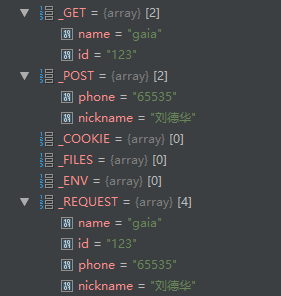 _GET = {array} [2]
name = "gaia"
id = "123"
_POST = {array} [2]
phone = "65535"
nickname = "刘德华"
_COOKIE = {array} [0]
_FILES = {array} [0]
_ENV = {array} [0]
_REQUEST = {array} [4]
name = "gaia"
id = "123"
phone = "65535"
nickname = "刘德华"